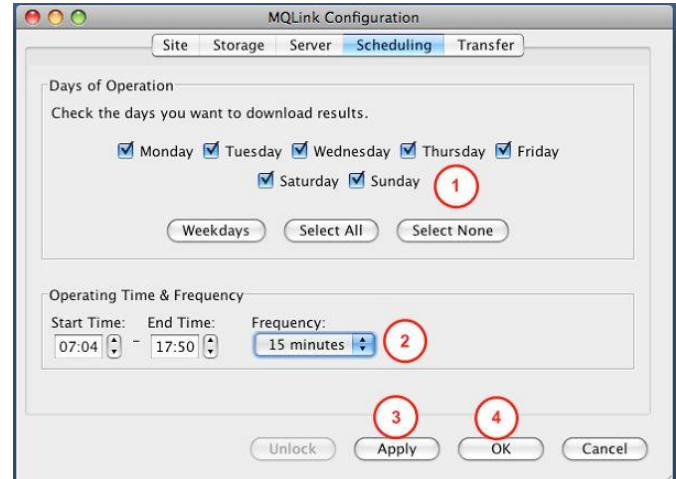 MQLink Configuration
Site Storage Server Scheduling Transfer
Days of Operation
Check the days you want to download results.
Monday Tuesday Wednesday Thursday Friday
Saturday Sunday 1
Weekdays Select All Select None
Operating Time & Frequency
Start Time: End Time: Frequency:
07:04 - 17:50 15 minutes 2
3 4
Unlock Apply OK Cancel